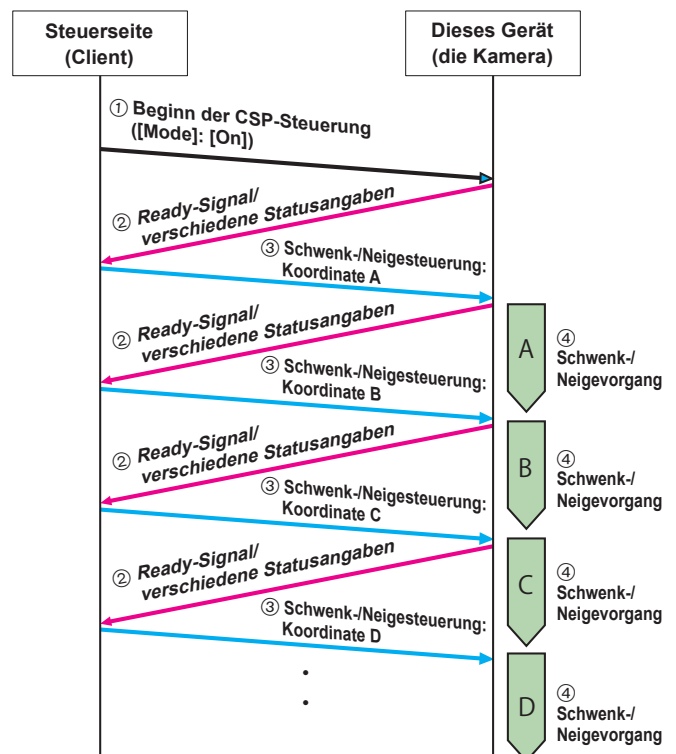 Steuerseite
(Client)
Dieses Gerät
(die Kamera)
① Beginn der CSP-Steuerung
([Mode]: [On])
② Ready-Signal/
verschiedene Statusangaben
③ Schwenk-/Neigesteuerung:
Koordinate A
② Ready-Signal/
verschiedene Statusangaben
A
④
Schwenk-/
Neigevorgang
③ Schwenk-/Neigesteuerung:
Koordinate B
② Ready-Signal/
verschiedene Statusangaben
B
④
Schwenk-/
Neigevorgang
③ Schwenk-/Neigesteuerung:
Koordinate C
② Ready-Signal/
verschiedene Statusangaben
C
④
Schwenk-/
Neigevorgang
③ Schwenk-/Neigesteuerung:
Koordinate D
D
④
Schwenk-/
Neigevorgang